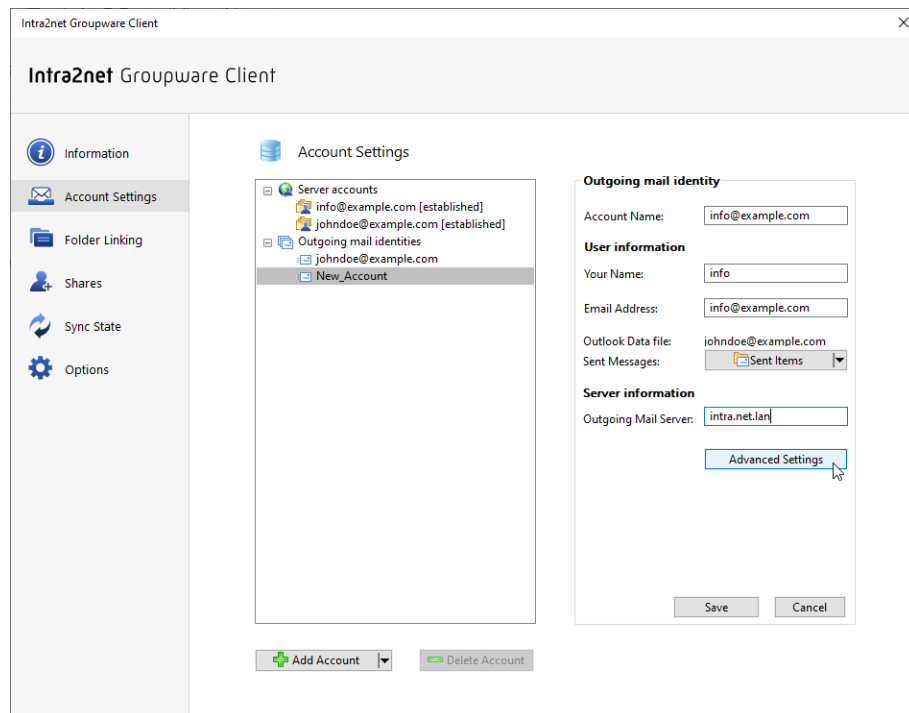 Intra2net Groupware Client
Intra2net Groupware Client
Information
Account Settings
Folder Linking
Shares
Sync State
Options
Account Settings
Server accounts
info@example.com [established]
johndoe@example.com [established]
Outgoing mail identities
johndoe@example.com
New_Account
Add Account
Delete Account
Outgoing mail identity
Account Name: info@example.com
User information
Your Name: info
Email Address: info@example.com
Outlook Data file: johndoe@example.com
Sent Messages: Sent Items
Server information
Outgoing Mail Server: intra.net.lan
Advanced Settings
Save Cancel